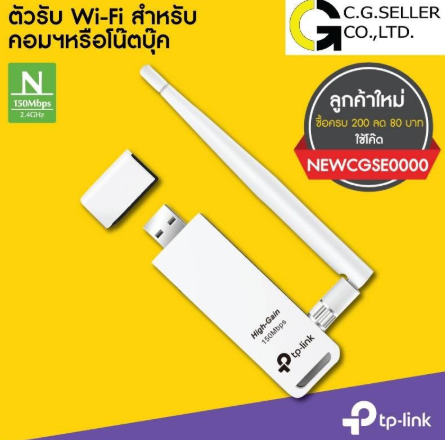 ตัวรับ Wi-Fi สำหรับ
คอมฯหรือโน๊ตบุ๊ค
C.G.SELLER
CO.,LTD.
N
150Mbps
2.4GHz
ลูกค้าใหม่
ซื้อครบ 200 ลด 80 บาท
ใช้โค๊ด
NEWCGSE0000
High-Gain
150Mbps
tp-link
tp-link